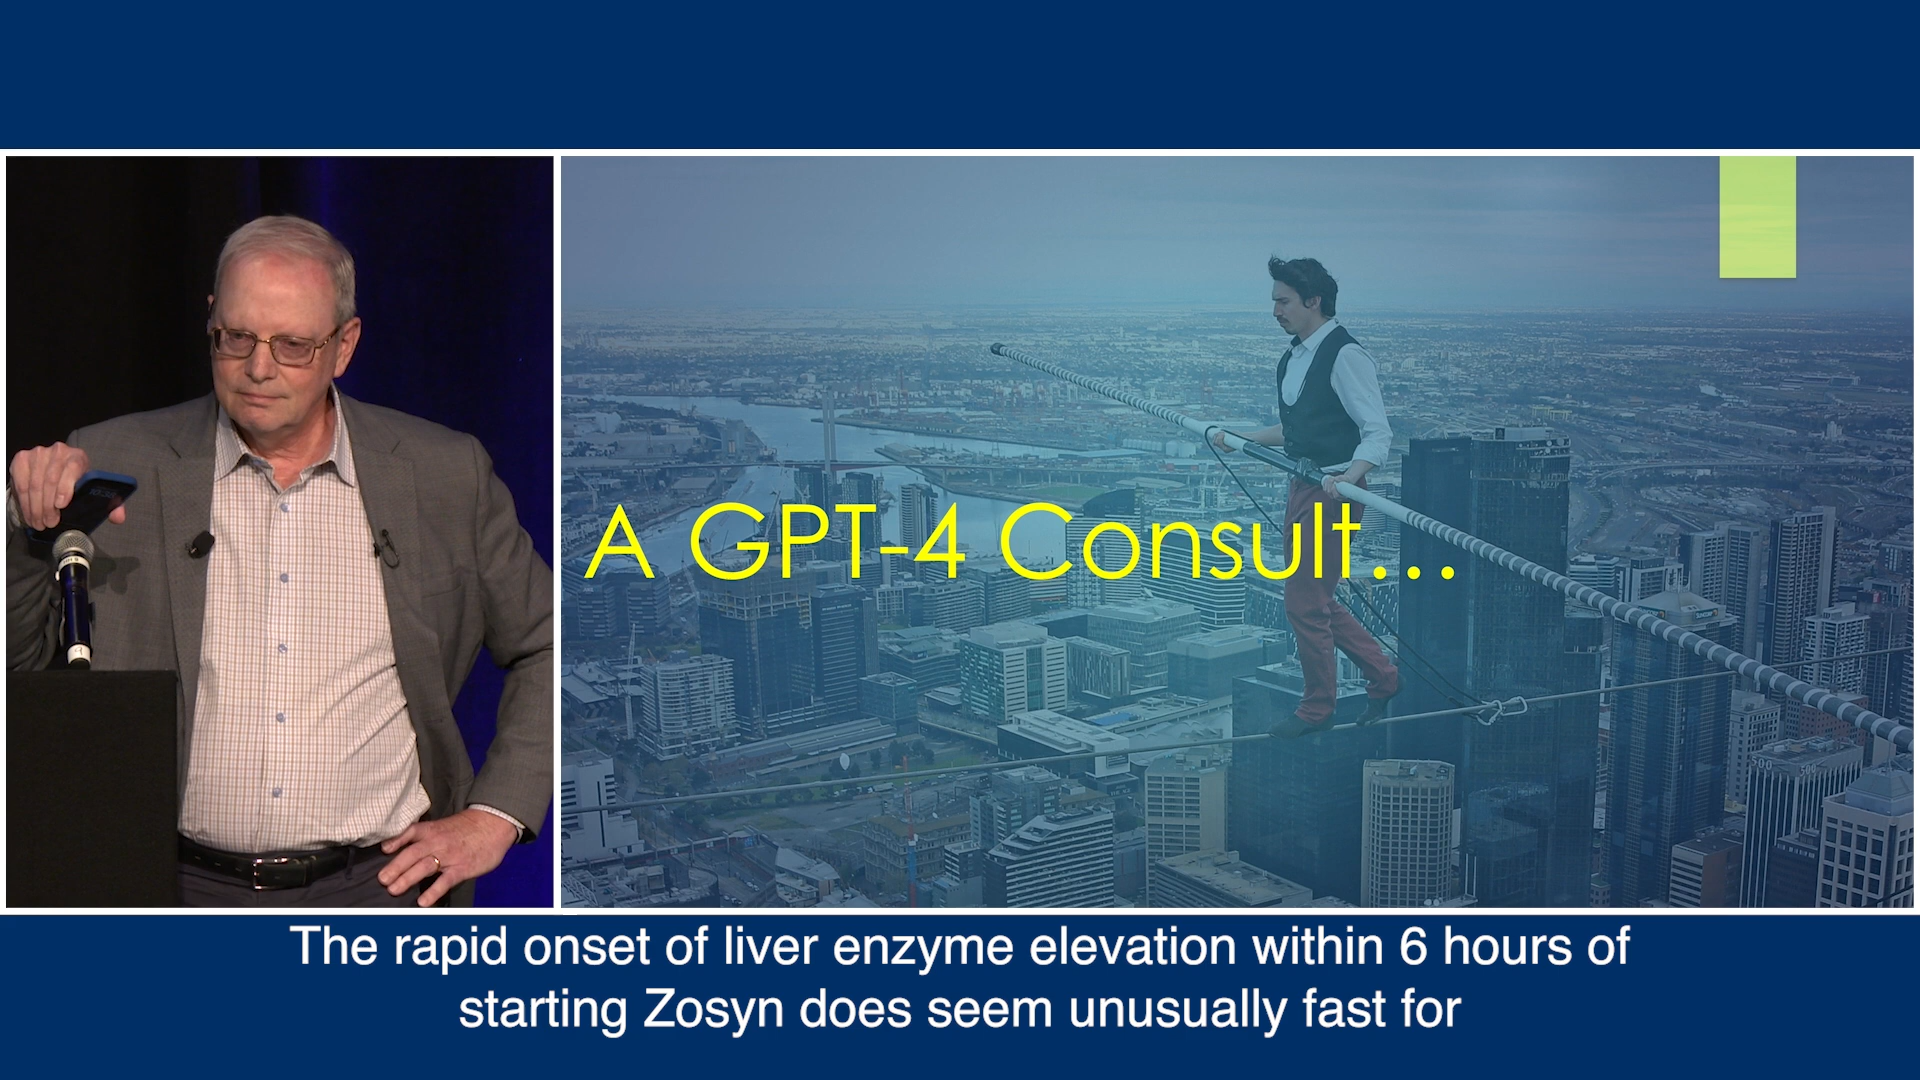 A GPT-4 Consult...
The rapid onset of liver enzyme elevation within 6 hours of
starting Zosyn does seem unusually fast for